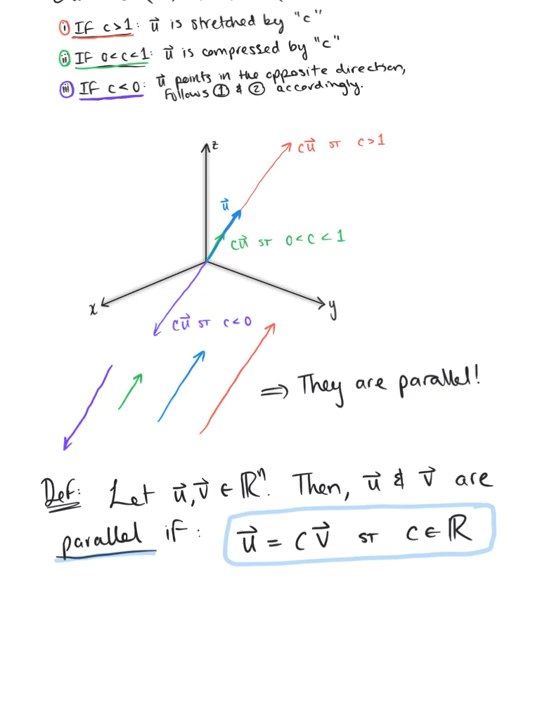 ① IF c>1: u⃗ is stretched by "c"
ⅱ IF 0<c<1: u⃗ is compressed by "c"
ⅲ IF c<0: u⃗ points in the opposite direction,
follows ① & ② accordingly.
z
cu⃗ ST c>1
u⃗
cu⃗ ST 0<c<1
x
y
cu⃗ ST c<0
⟹ They are parallel!
Def: Let u⃗, v⃗ ∈ ℝⁿ. Then, u⃗ & v⃗ are
parallel if: u⃗ = cv⃗ ST c∈ℝ